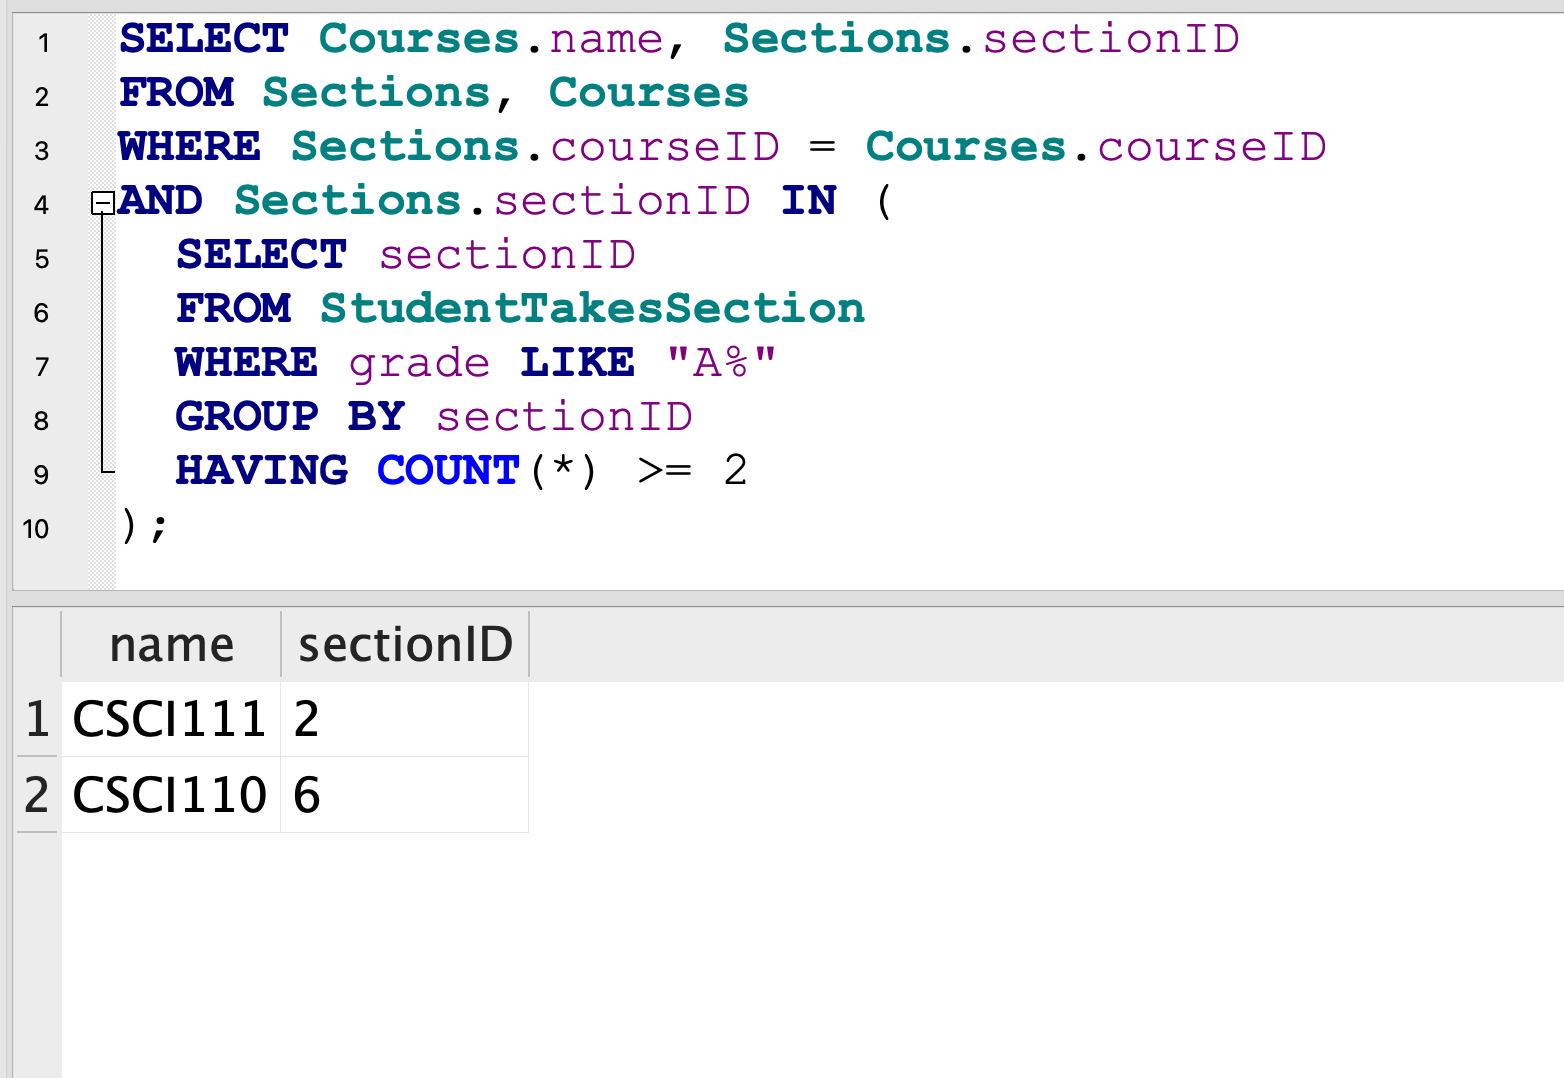 1 SELECT Courses.name, Sections.sectionID
2 FROM Sections, Courses
3 WHERE Sections.courseID = Courses.courseID
4 AND Sections.sectionID IN (
5 SELECT sectionID
6 FROM StudentTakesSection
7 WHERE grade LIKE "A%"
8 GROUP BY sectionID
9 HAVING COUNT(*) >= 2
10 );
name sectionID
1 CSCI111 2
2 CSCI110 6